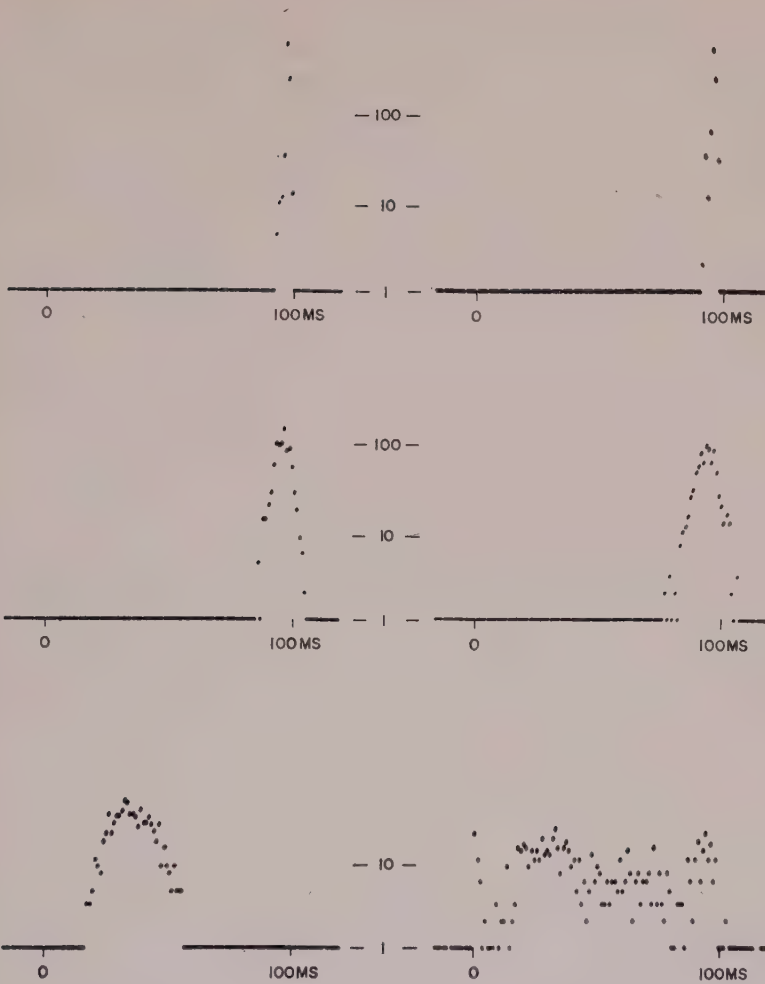 — 100 —
— 10 —
— 1 —
0 100MS 0 100MS
— 100 —
— 10 —
— 1 —
0 100MS 0 100MS
— 10 —
— 1 —
0 100MS 0 100MS